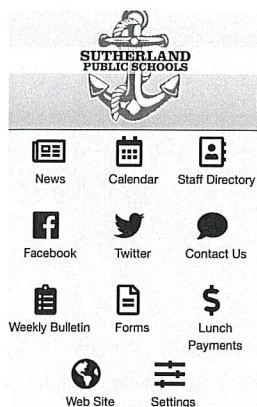 SUTHERLAND
PUBLIC SCHOOLS
News
Calendar
Staff Directory
Facebook
Twitter
Contact Us
Weekly Bulletin
Forms
Lunch
Payments
Web Site
Settings